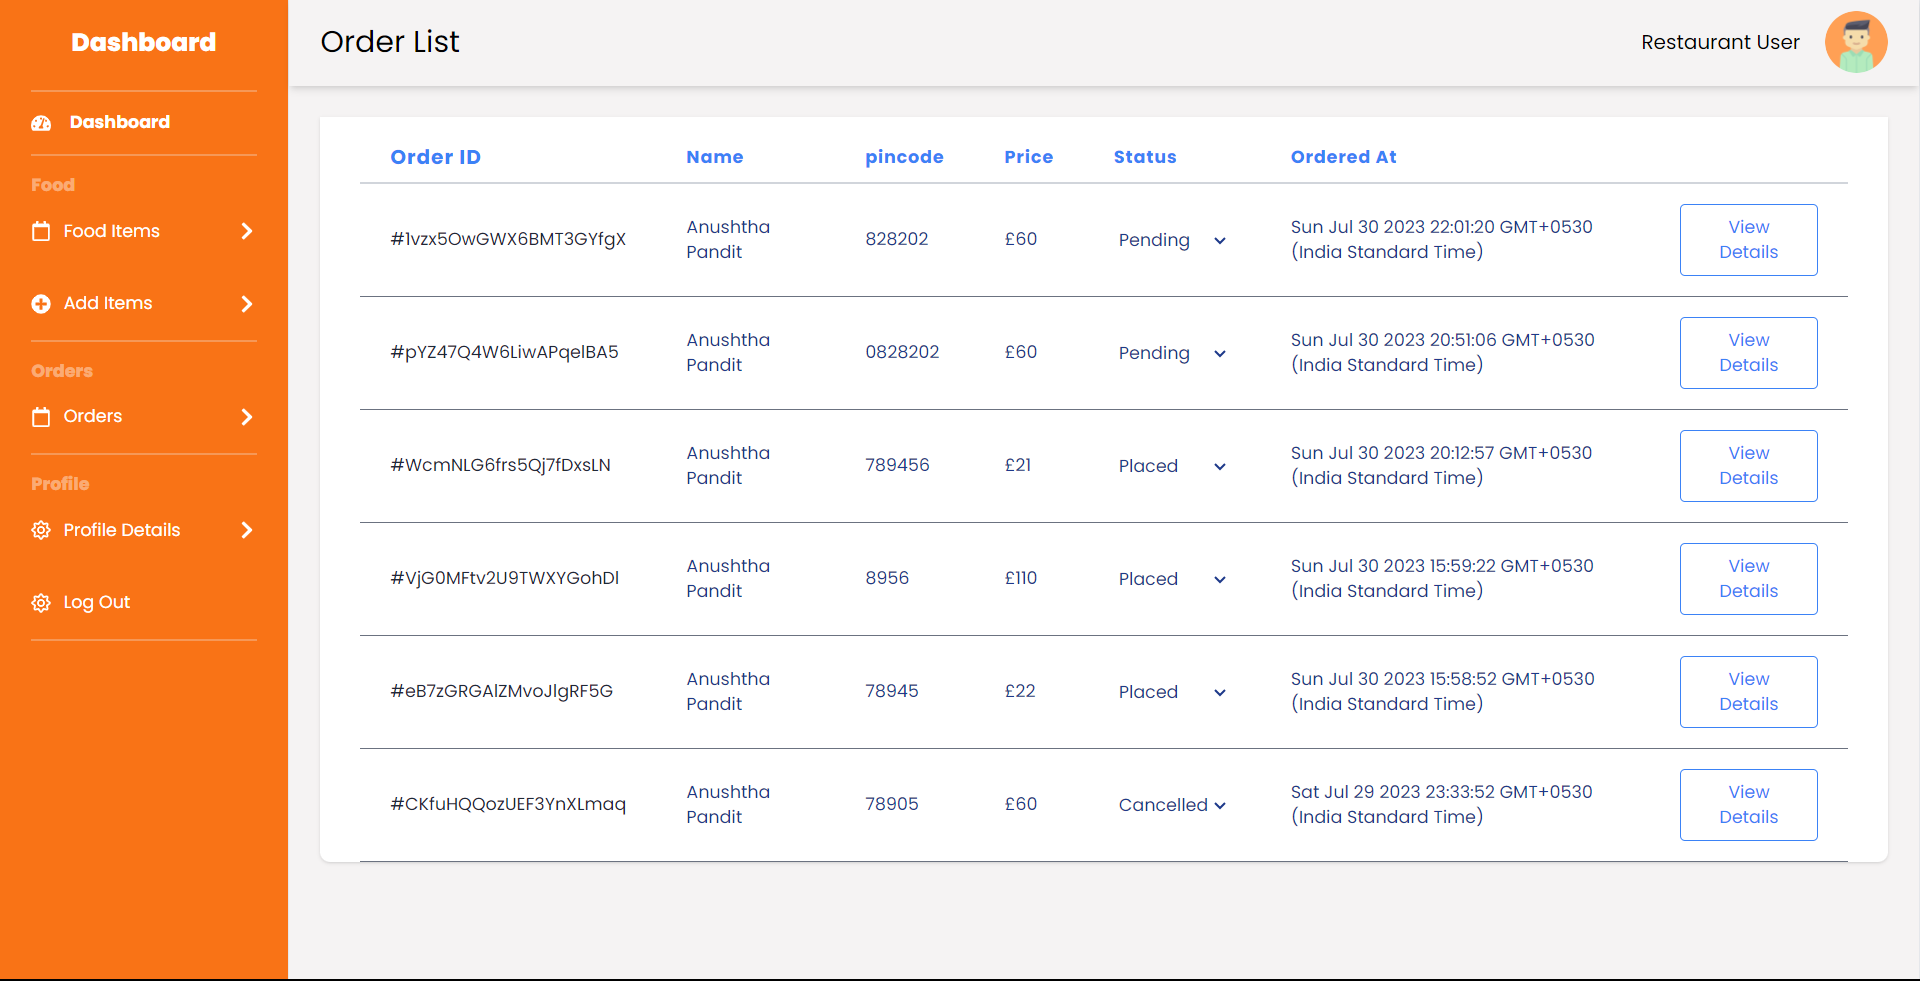 Dashboard
Dashboard
Food
Food Items
Add Items
Orders
Orders
Profile
Profile Details
Log Out
Order List
Restaurant User
Order ID Name pincode Price Status Ordered At
#1vzx5OwGWX6BMT3GYfgX Anushtha Pandit 828202 £60 Pending Sun Jul 30 2023 22:01:20 GMT+0530 (India Standard Time) View Details
#pYZ47Q4W6LiwAPqelBA5 Anushtha Pandit 0828202 £60 Pending Sun Jul 30 2023 20:51:06 GMT+0530 (India Standard Time) View Details
#WcmNLG6frs5Qj7fDxsLN Anushtha Pandit 789456 £21 Placed Sun Jul 30 2023 20:12:57 GMT+0530 (India Standard Time) View Details
#VjG0MFtv2U9TWXYGohDl Anushtha Pandit 8956 £110 Placed Sun Jul 30 2023 15:59:22 GMT+0530 (India Standard Time) View Details
#eB7zGRGAlZMvoJlgRF5G Anushtha Pandit 78945 £22 Placed Sun Jul 30 2023 15:58:52 GMT+0530 (India Standard Time) View Details
#CKfuHQQozUEF3YnXLmaq Anushtha Pandit 78905 £60 Cancelled Sat Jul 29 2023 23:33:52 GMT+0530 (India Standard Time) View Details